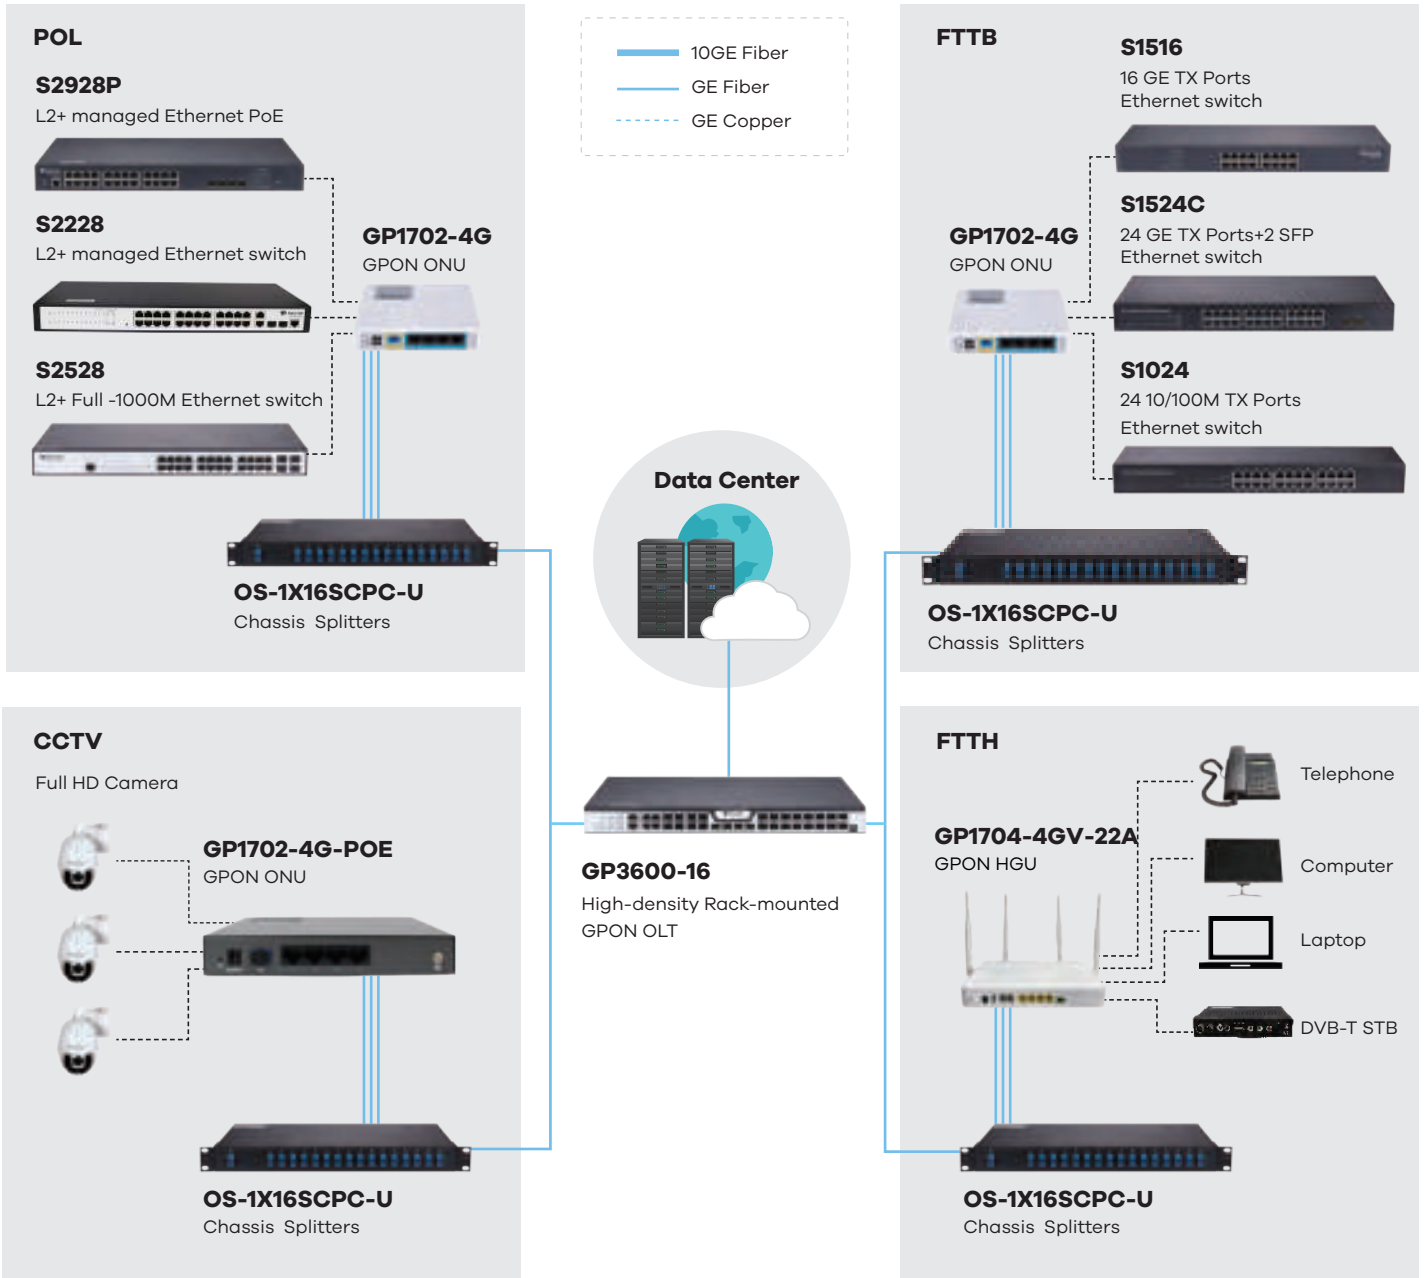 POL
S2928P
L2+ managed Ethernet PoE
S2228
L2+ managed Ethernet switch
GP1702-4G
GPON ONU
S2528
L2+ Full -1000M Ethernet switch
OS-1X16SCPC-U
Chassis Splitters
10GE Fiber
GE Fiber
GE Copper
FTTB
S1516
16 GE TX Ports
Ethernet switch
S1524C
24 GE TX Ports+2 SFP
Ethernet switch
GP1702-4G
GPON ONU
S1024
24 10/100M TX Ports
Ethernet switch
OS-1X16SCPC-U
Chassis Splitters
Data Center
GP3600-16
High-density Rack-mounted
GPON OLT
CCTV
Full HD Camera
GP1702-4G-POE
GPON ONU
OS-1X16SCPC-U
Chassis Splitters
FTTH
Telephone
GP1704-4GV-22A
GPON HGU
Computer
Laptop
DVB-T STB
OS-1X16SCPC-U
Chassis Splitters